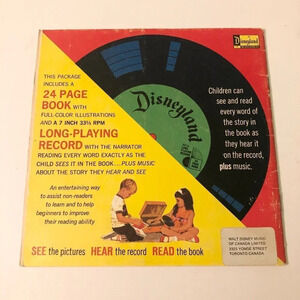 Disneyland
THIS PACKAGE
INCLUDES A
24 PAGE
BOOK WITH
FULL-COLOR ILLUSTRATIONS
AND A 7 INCH 33⅓ RPM
LONG-PLAYING
RECORD WITH THE NARRATOR
READING EVERY WORD EXACTLY AS THE
CHILD SEES IT IN THE BOOK... PLUS MUSIC
ABOUT THE STORY THEY HEAR AND SEE
An entertaining way
to assist non-readers
to learn and to help
beginners to improve
their reading ability
Disneyland
Children can
see and read
every word of
the story in
the book as
they hear it
on the record,
plus music.
SEE the pictures HEAR the record READ the book
WALT DISNEY MUSIC
OF CANADA LIMITED
3325 YONGE STREET
TORONTO CANADA